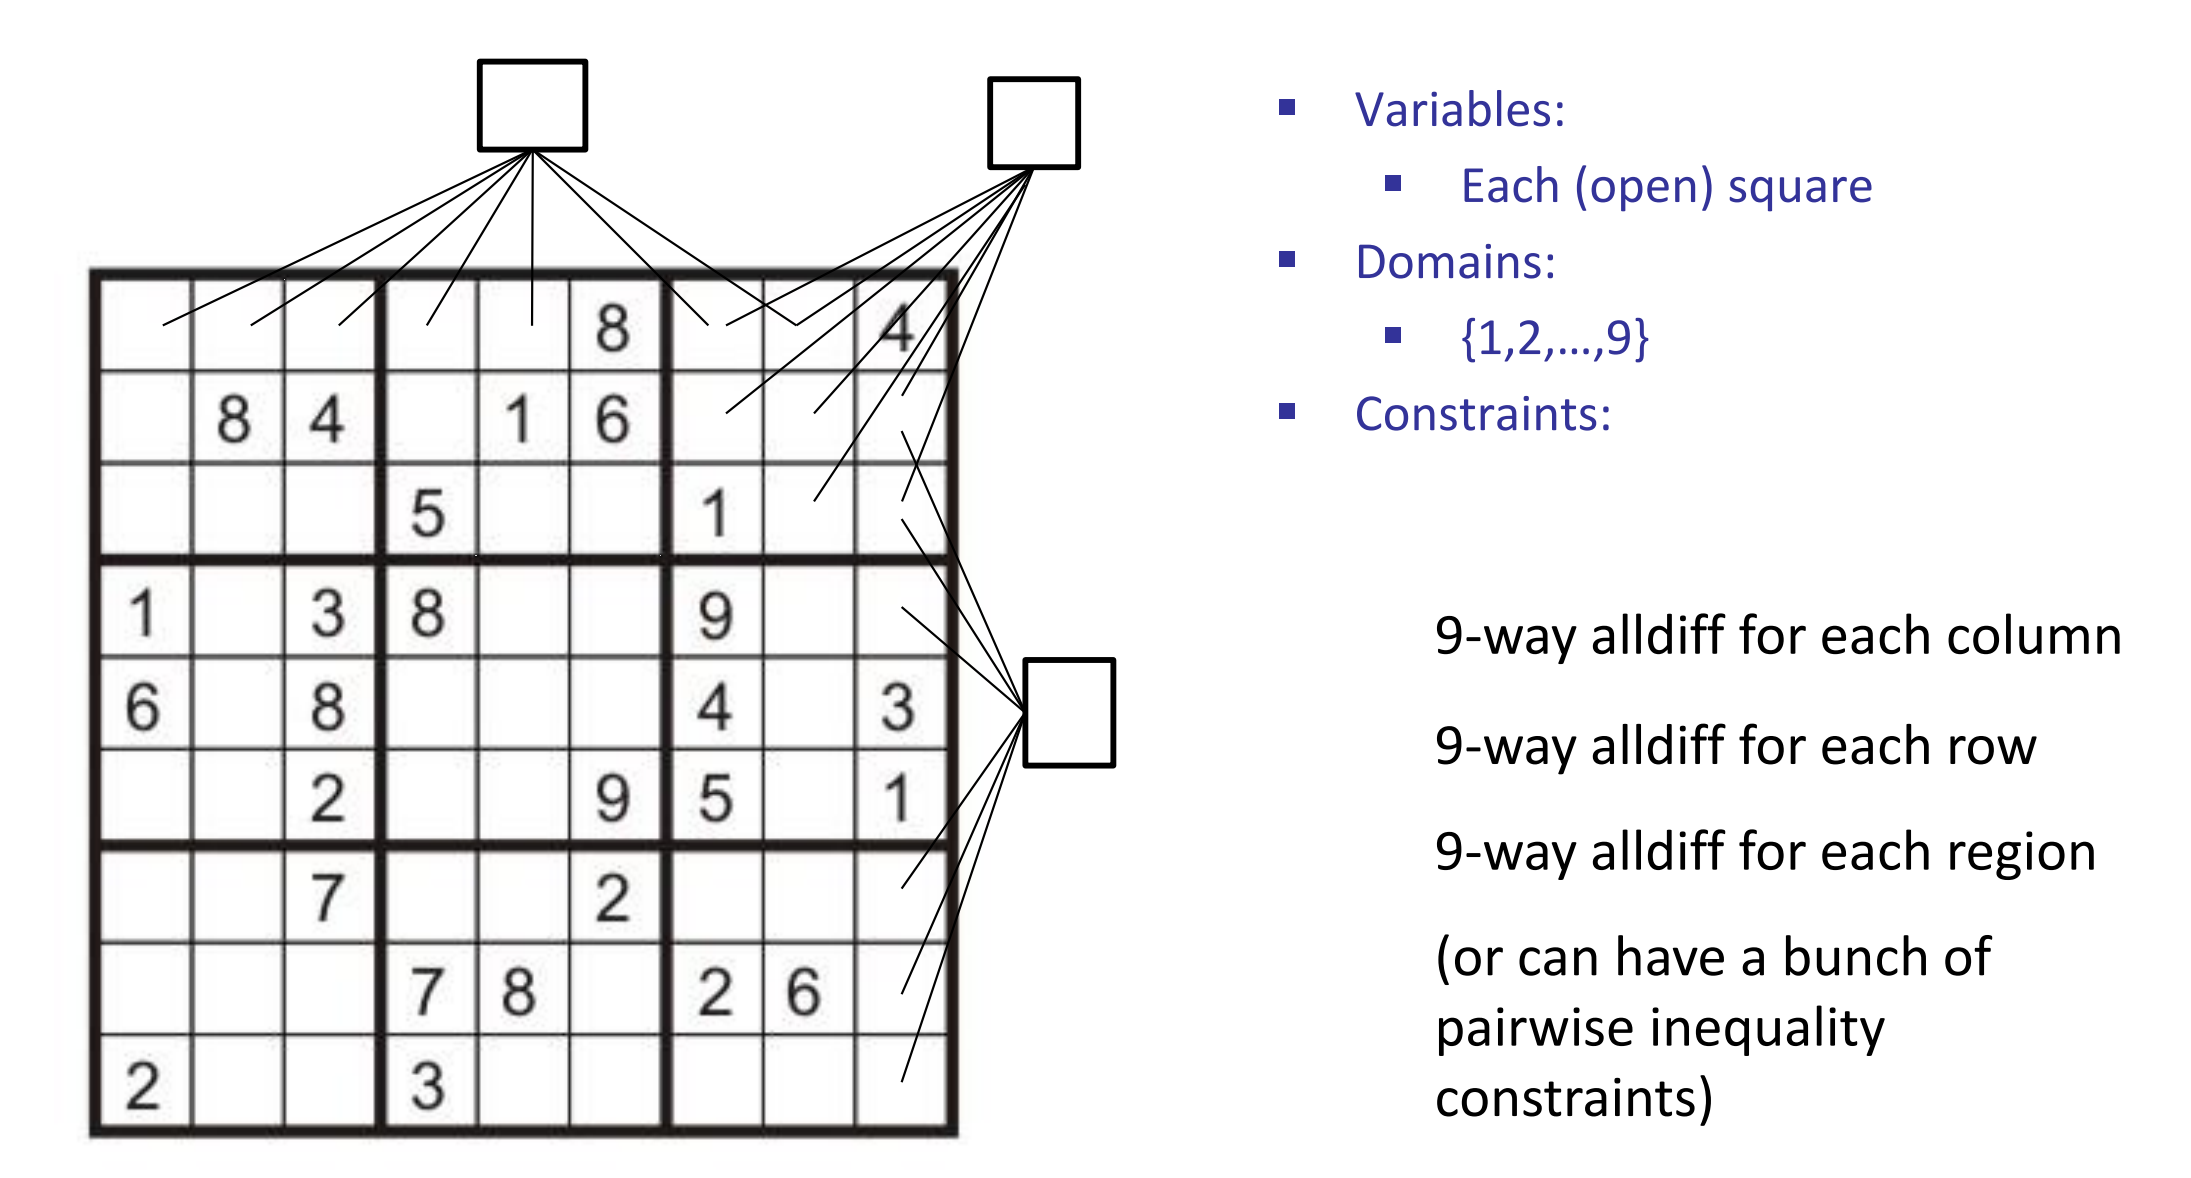 8 4
8 4 1 6
5 1
1 3 8 9
6 8 4 3
2 9 5 1
7 2
7 8 2 6
2 3
▪ Variables:
▪ Each (open) square
▪ Domains:
▪ {1,2,…,9}
▪ Constraints:
9-way alldiff for each column
9-way alldiff for each row
9-way alldiff for each region
(or can have a bunch of
pairwise inequality
constraints)